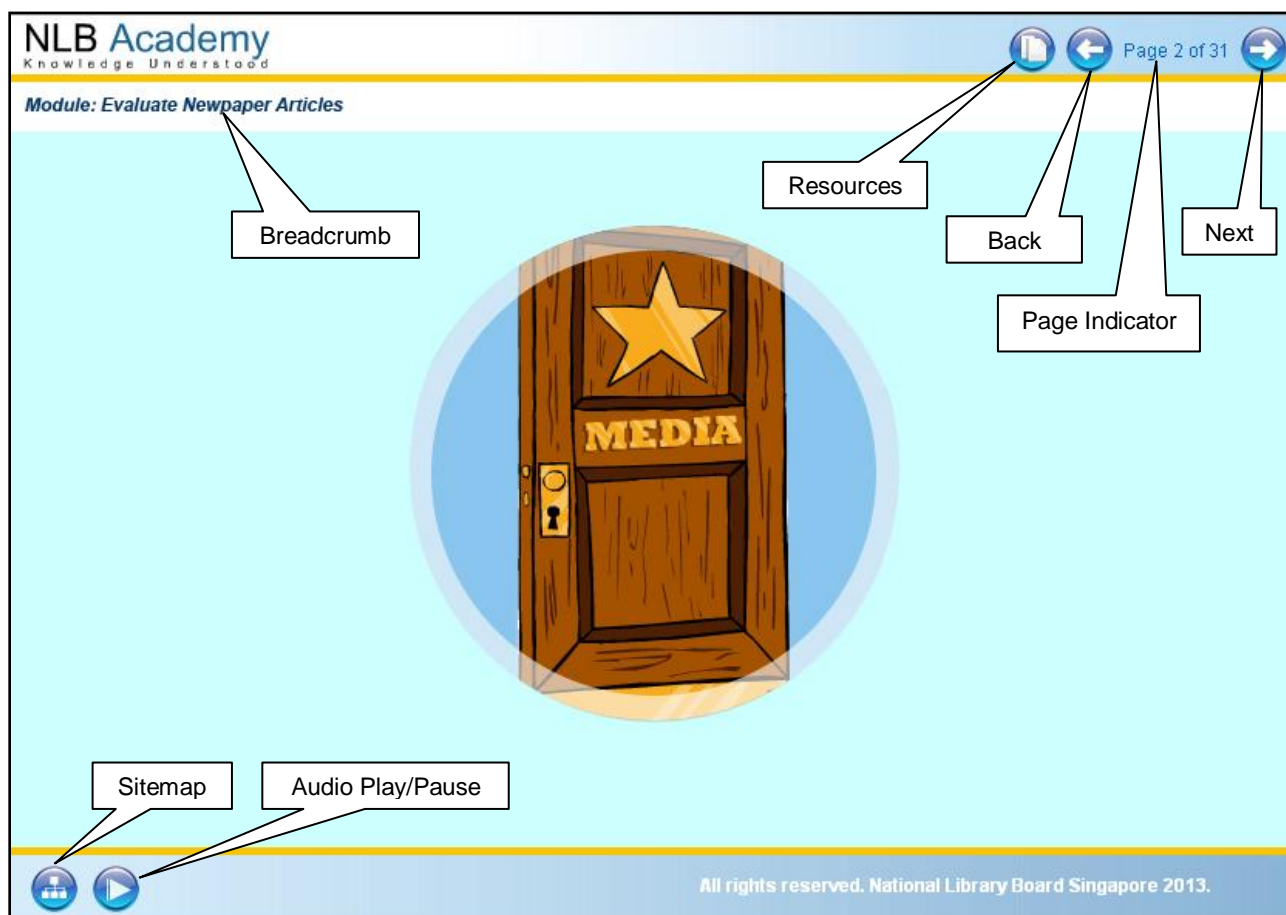 NLB Academy
Knowledge Understood
Page 2 of 31
Module: Evaluate Newpaper Articles
Resources
Breadcrumb
Back
Next
Page Indicator
MEDIA
Sitemap
Audio Play/Pause
All rights reserved. National Library Board Singapore 2013.